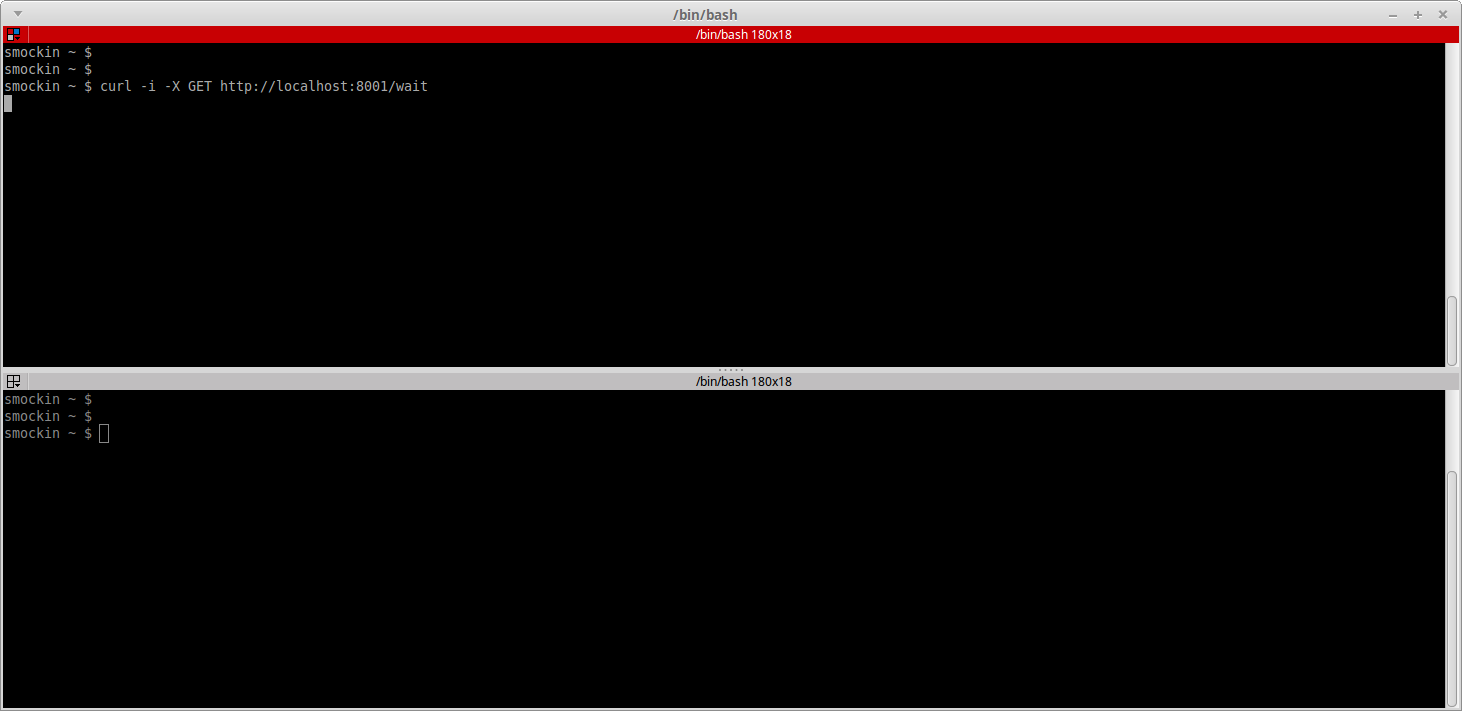 /bin/bash
/bin/bash 180x18
smockin ~ $
smockin ~ $
smockin ~ $ curl -i -X GET http://localhost:8001/wait
/bin/bash 180x18
smockin ~ $
smockin ~ $
smockin ~ $